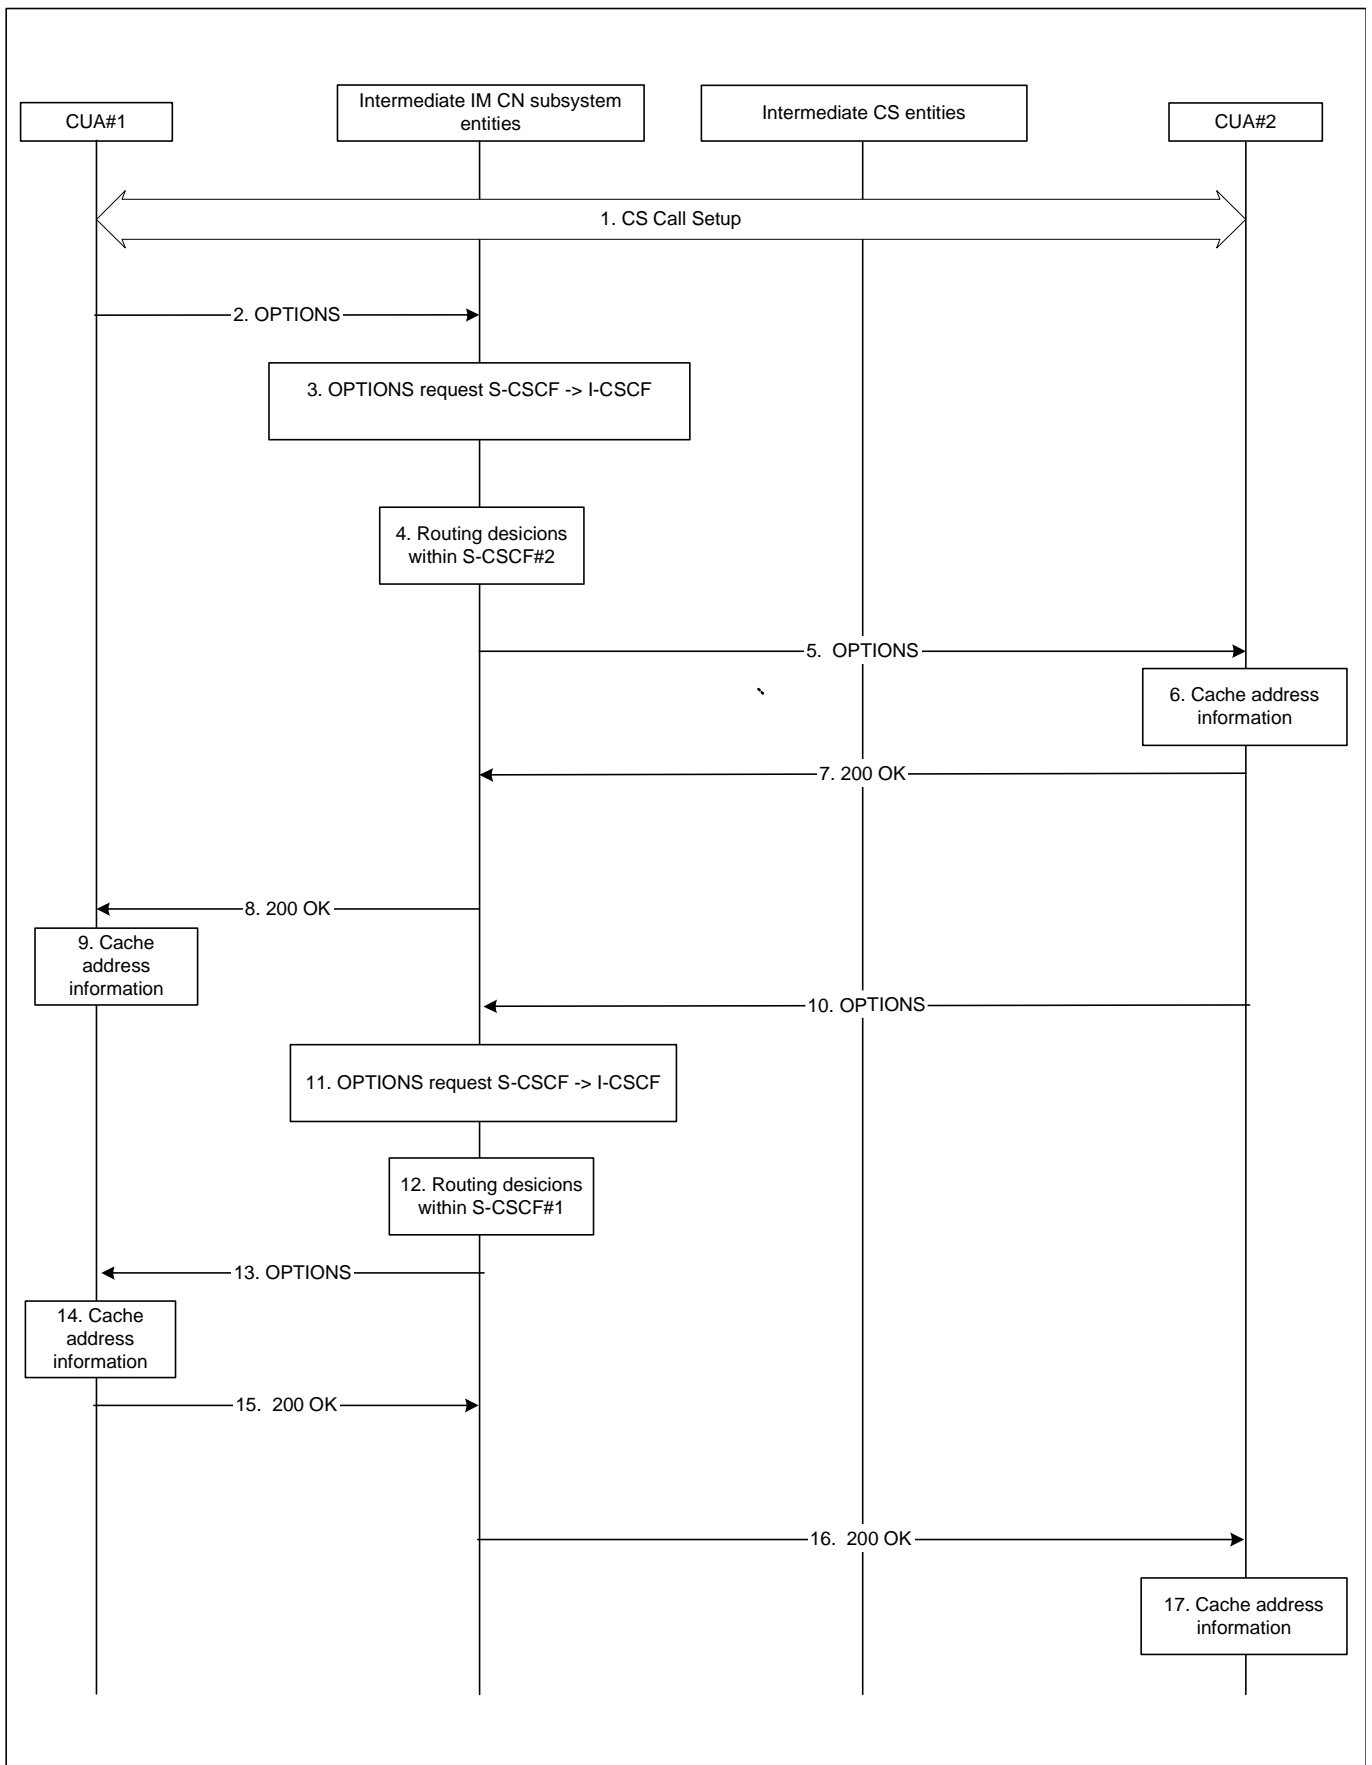 CUA#1
Intermediate IM CN subsystem
entities
Intermediate CS entities
CUA#2
1. CS Call Setup
2. OPTIONS
3. OPTIONS request S-CSCF -> I-CSCF
4. Routing desicions
within S-CSCF#2
5.  OPTIONS
6. Cache address
information
7. 200 OK
8. 200 OK
9. Cache
address
information
10. OPTIONS
11. OPTIONS request S-CSCF -> I-CSCF
12. Routing desicions
within S-CSCF#1
13. OPTIONS
14. Cache
address
information
15.  200 OK
16.  200 OK
17. Cache address
information